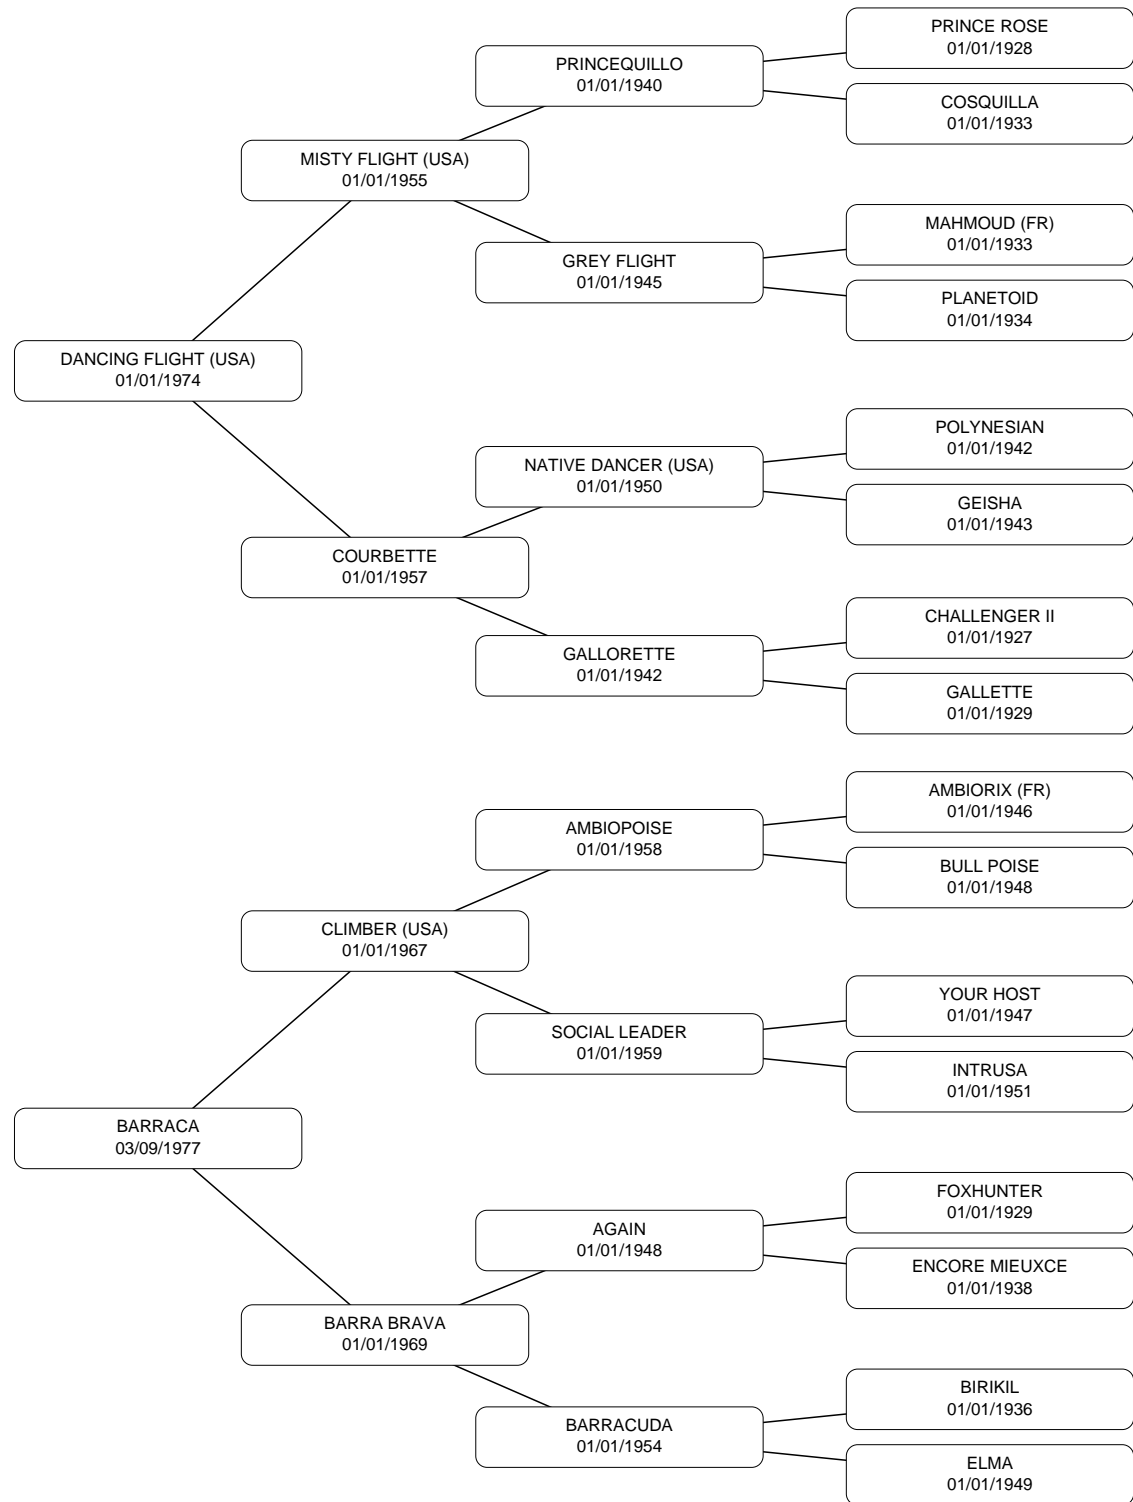 PRINCE ROSE
01/01/1928
PRINCEQUILLO
01/01/1940
COSQUILLA
01/01/1933
MISTY FLIGHT (USA)
01/01/1955
MAHMOUD (FR)
01/01/1933
GREY FLIGHT
01/01/1945
PLANETOID
01/01/1934
DANCING FLIGHT (USA)
01/01/1974
POLYNESIAN
01/01/1942
NATIVE DANCER (USA)
01/01/1950
GEISHA
01/01/1943
COURBETTE
01/01/1957
CHALLENGER II
01/01/1927
GALLORETTE
01/01/1942
GALLETTE
01/01/1929
AMBIORIX (FR)
01/01/1946
AMBIOPOISE
01/01/1958
BULL POISE
01/01/1948
CLIMBER (USA)
01/01/1967
YOUR HOST
01/01/1947
SOCIAL LEADER
01/01/1959
INTRUSA
01/01/1951
BARRACA
03/09/1977
FOXHUNTER
01/01/1929
AGAIN
01/01/1948
ENCORE MIEUXCE
01/01/1938
BARRA BRAVA
01/01/1969
BIRIKIL
01/01/1936
BARRACUDA
01/01/1954
ELMA
01/01/1949